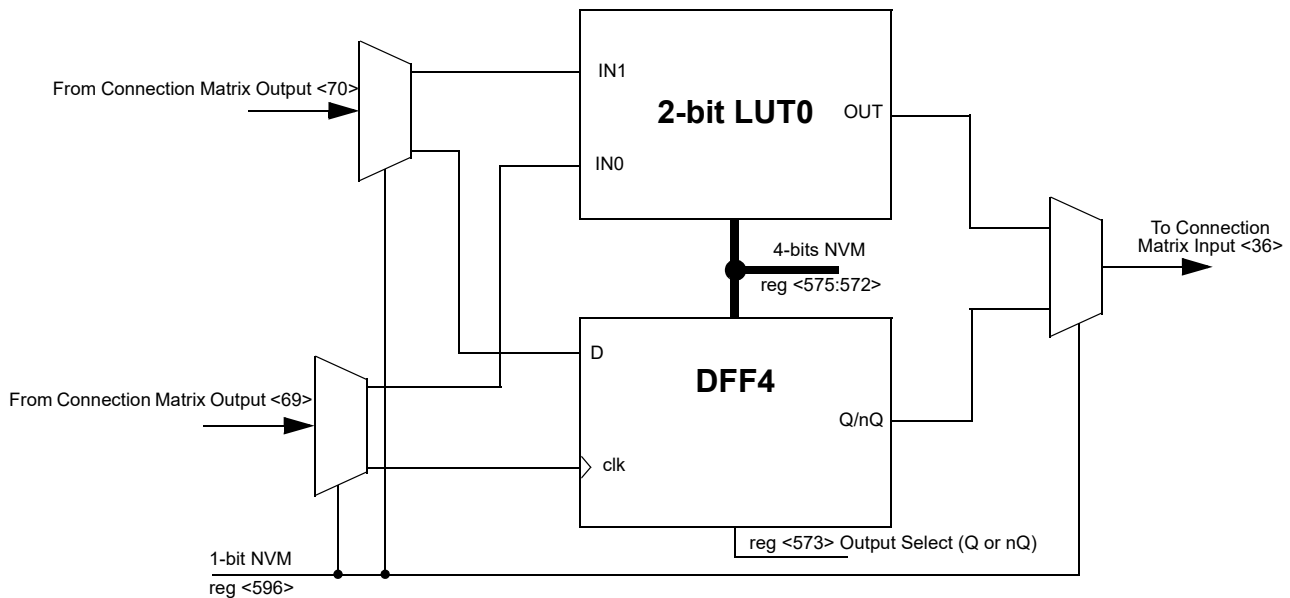 From Connection Matrix Output <70>
IN1
2-bit LUT0
OUT
IN0
To Connection
Matrix Input <36>
4-bits NVM
reg <575:572>
D
DFF4
From Connection Matrix Output <69>
Q/nQ
clk
reg <573> Output Select (Q or nQ)
1-bit NVM
reg <596>